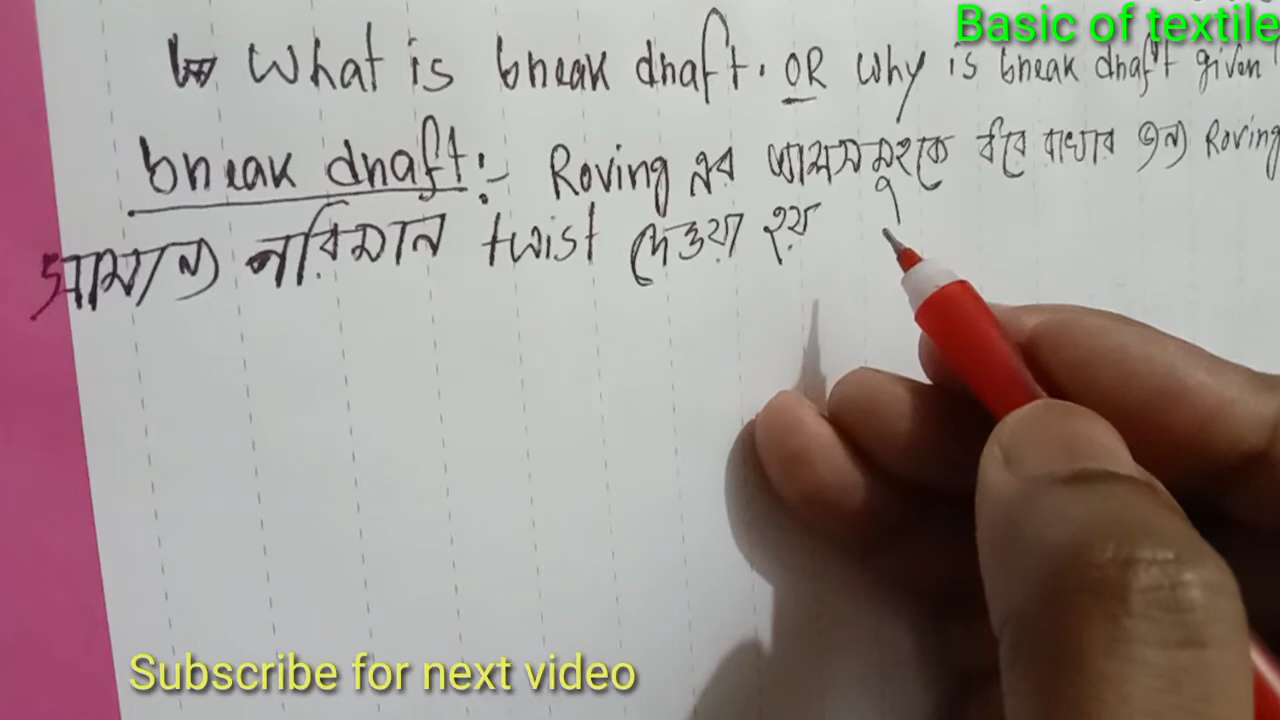 Basic of textile
What is break draft. OR why is break draft given
break draft:- Roving এর আশসমূহকে ধরে রাখার জন্য Roving
সামান্য পরিমান twist দেওয়া হয়
Subscribe for next video